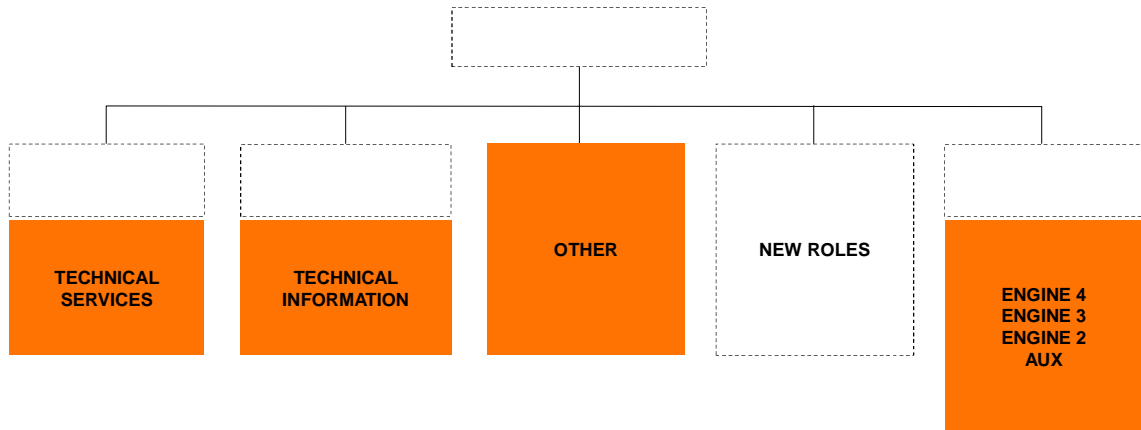 TECHNICAL
SERVICES
TECHNICAL
INFORMATION
OTHER
NEW ROLES
ENGINE 4
ENGINE 3
ENGINE 2
AUX